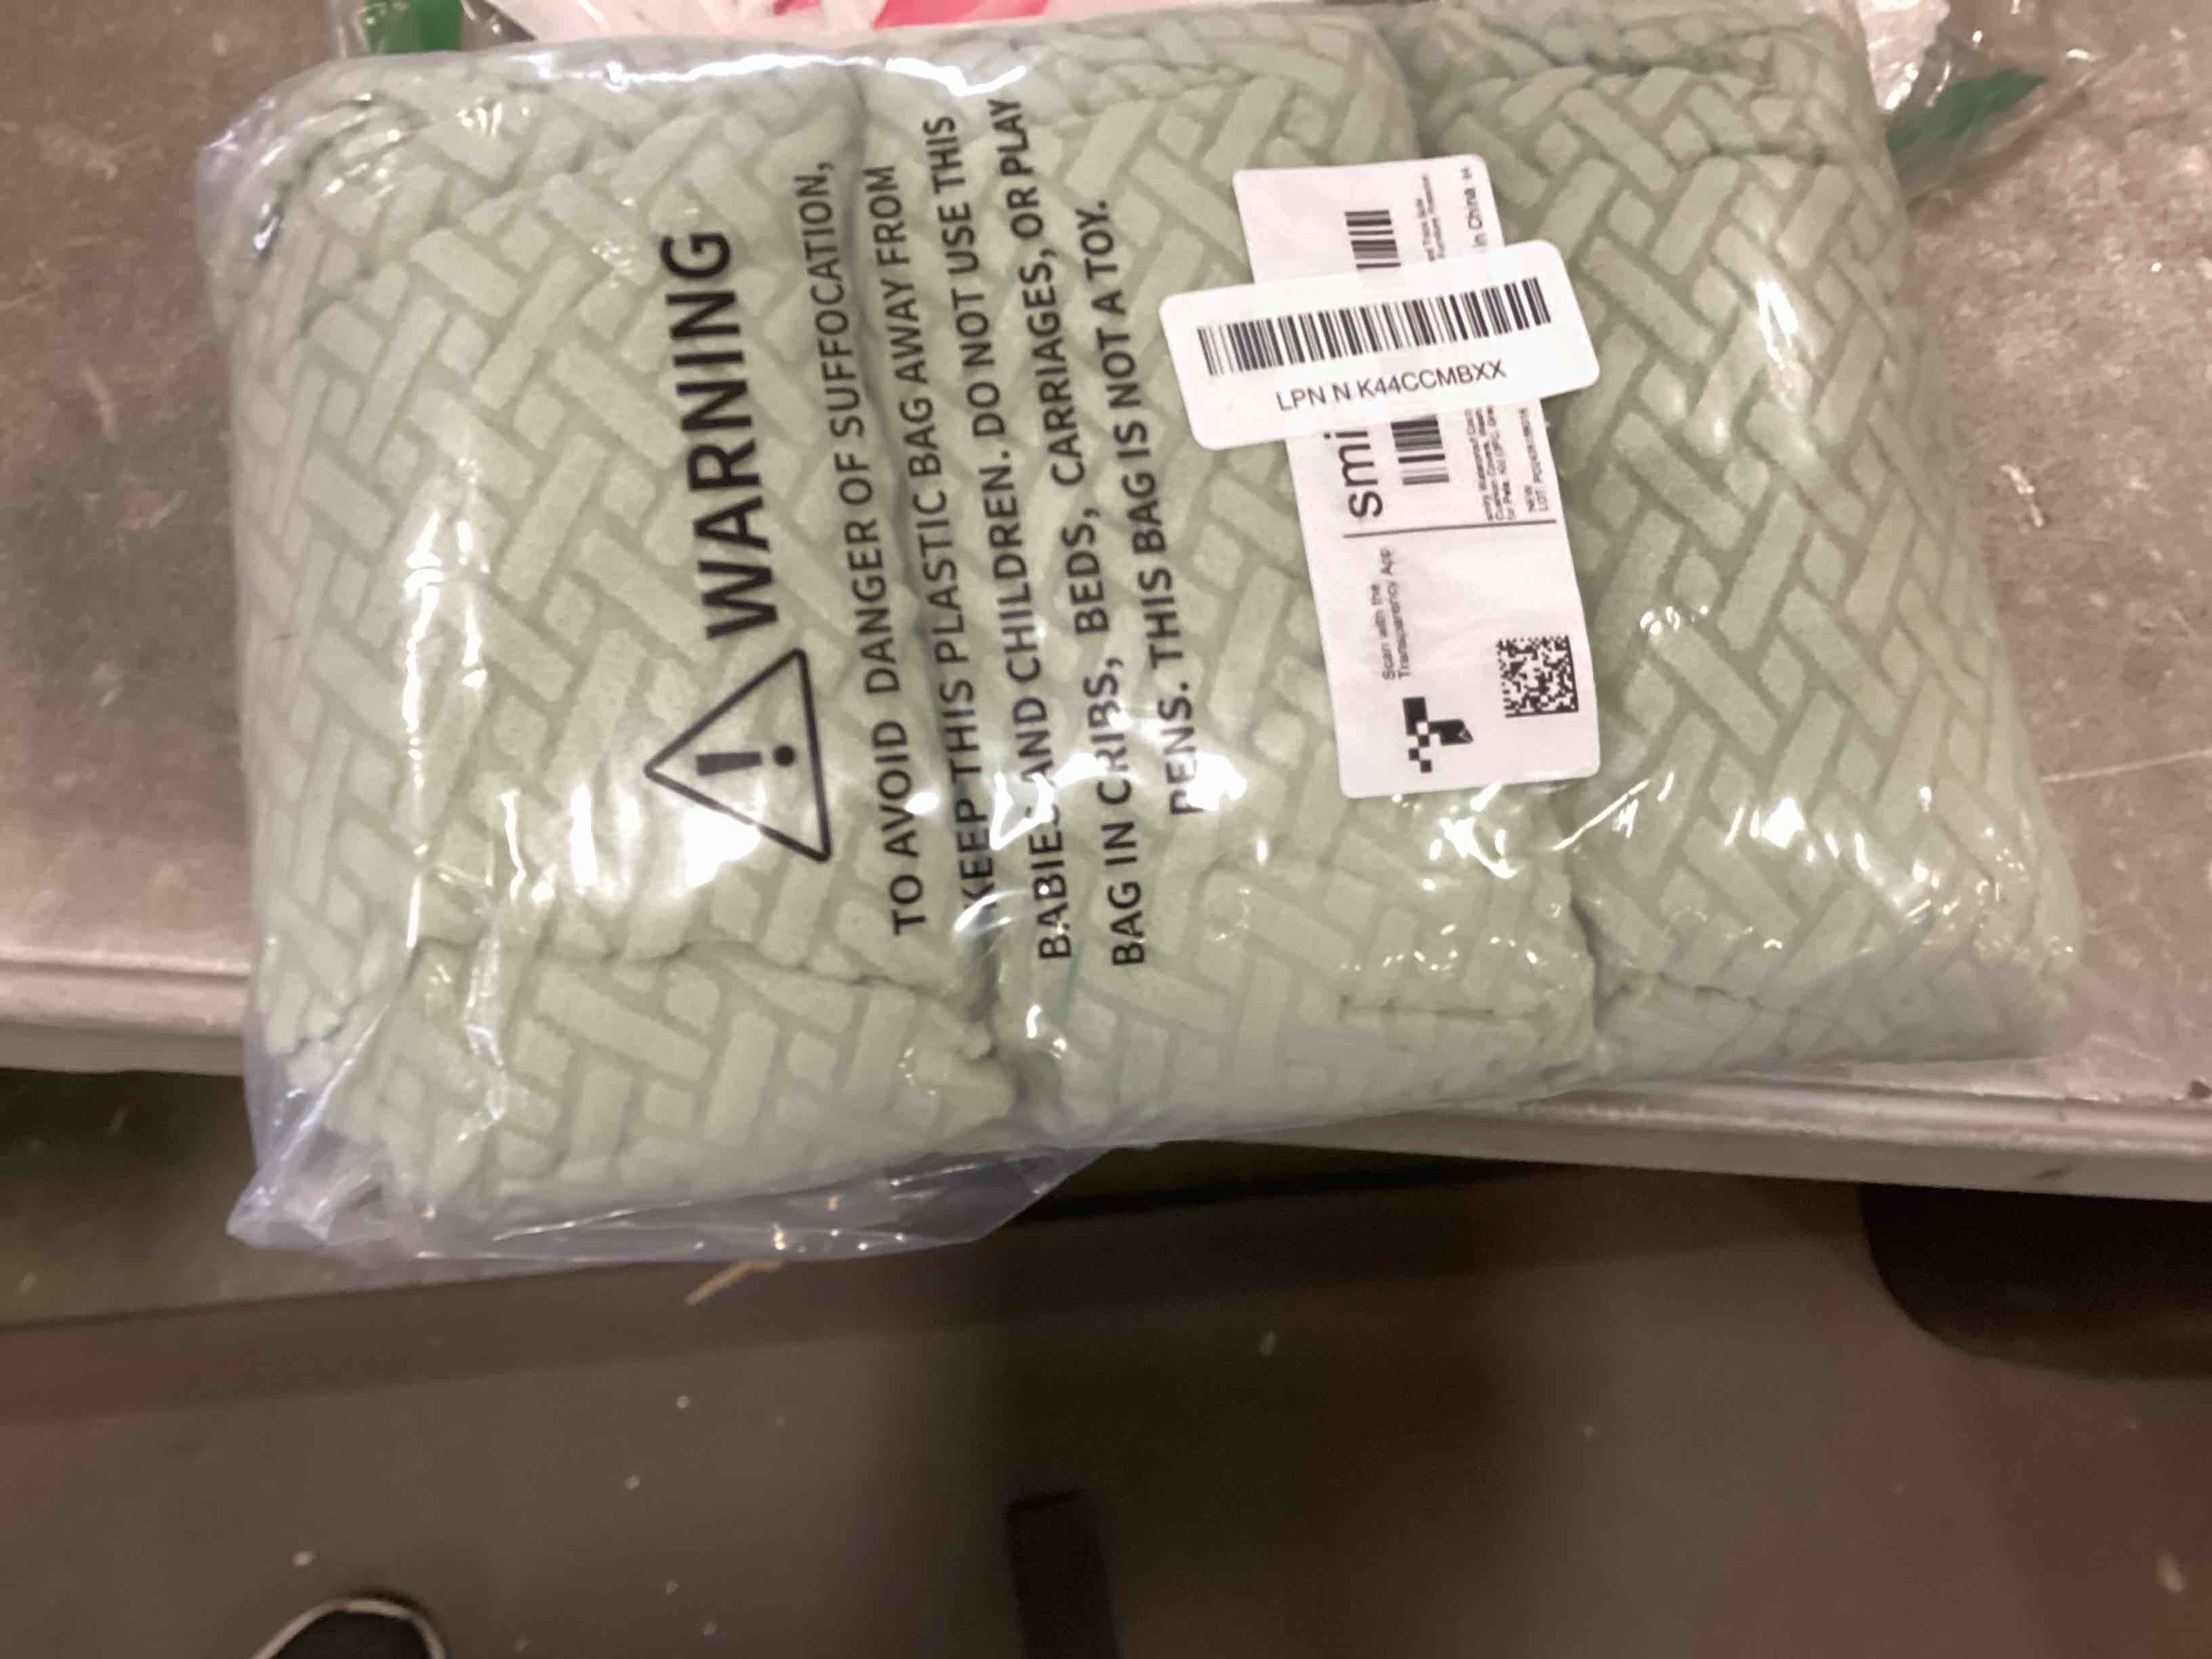 WARNING
TO AVOID DANGER OF SUFFOCATION,
KEEP THIS PLASTIC BAG AWAY FROM
BABIES AND CHILDREN. DO NOT USE THIS
BAG IN CRIBS, BEDS, CARRIAGES, OR PLAY
PENS. THIS BAG IS NOT A TOY.
LPN N K44CCMBXX
smi
in China
Scan with the
Transparency App